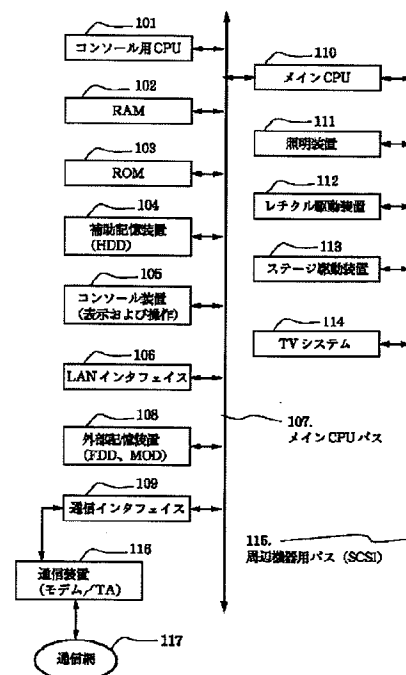 101
コンソール用CPU
102
RAM
103
ROM
104
補助記憶装置
(HDD)
105
コンソール装置
(表示および操作)
106
LANインタフェイス
108
外部記憶装置
(FDD、MOD)
109
通信インタフェイス
116
通信装置
(モデム/TA)
117
通信網
110
メインCPU
111
照明装置
112
レチクル駆動装置
113
ステージ駆動装置
114
TVシステム
107.
メインCPUバス
115.
周辺機器用バス (SCSI)